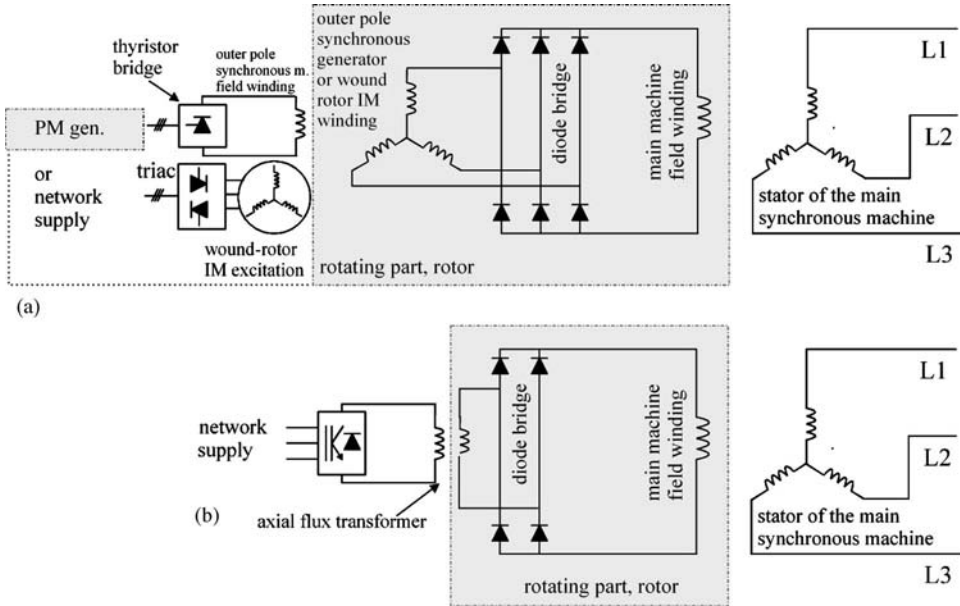 thyristor
bridge
outer pole
synchronous m.
field winding
PM gen.
or
network
supply
triac
wound-rotor
IM excitation
outer pole
synchronous
generator
or wound
rotor IM
winding
diode bridge
main machine
field winding
rotating part, rotor
L1
L2
stator of the main
synchronous machine
L3
(a)
network
supply
axial flux transformer
diode bridge
main machine
field winding
rotating part, rotor
L1
L2
stator of the main
synchronous machine
L3
(b)